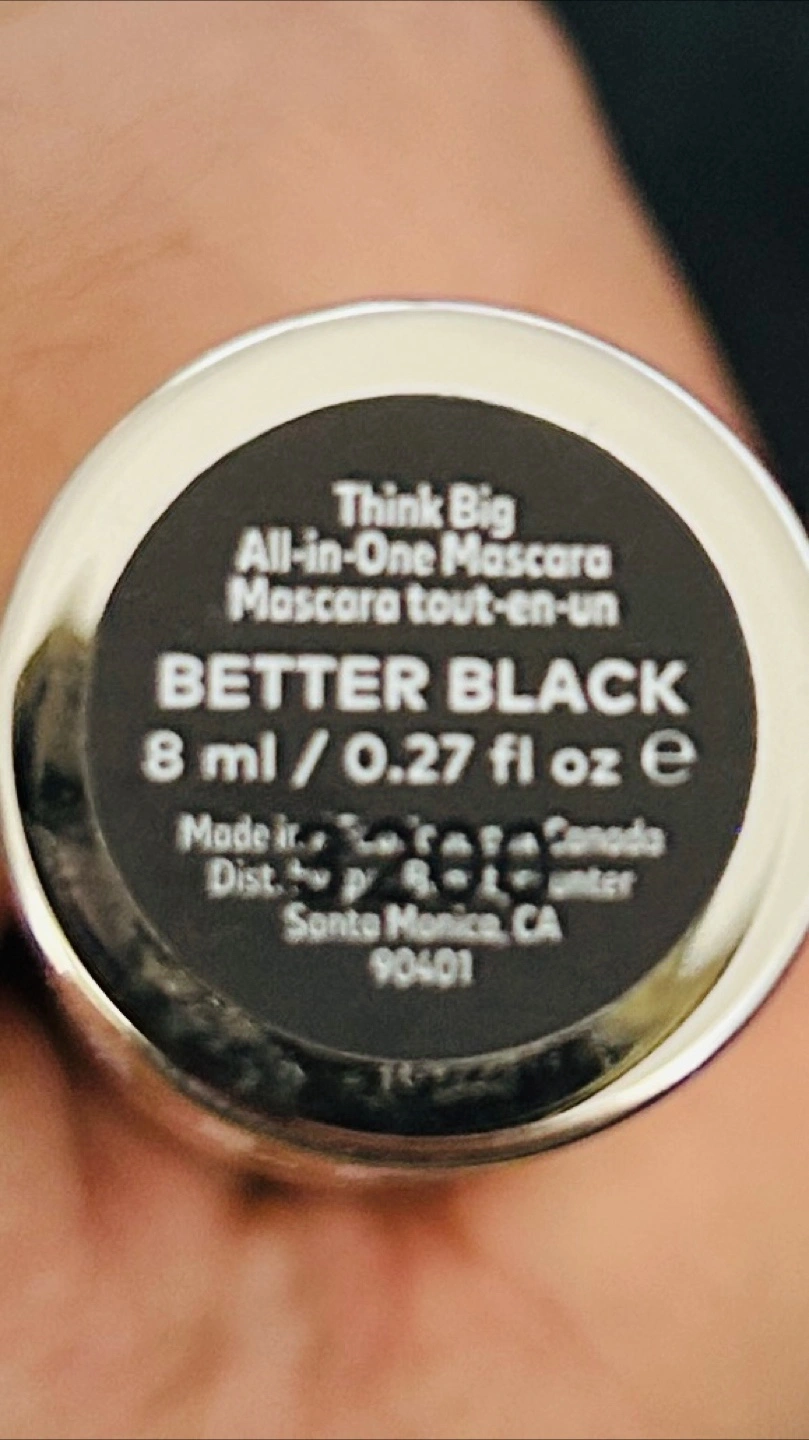 Think Big
All-in-One Mascara
Mascara tout-en-un
BETTER BLACK
8 ml / 0.27 fl oz ℮
Made Canada
Dist.
Santa Monica, CA
90401